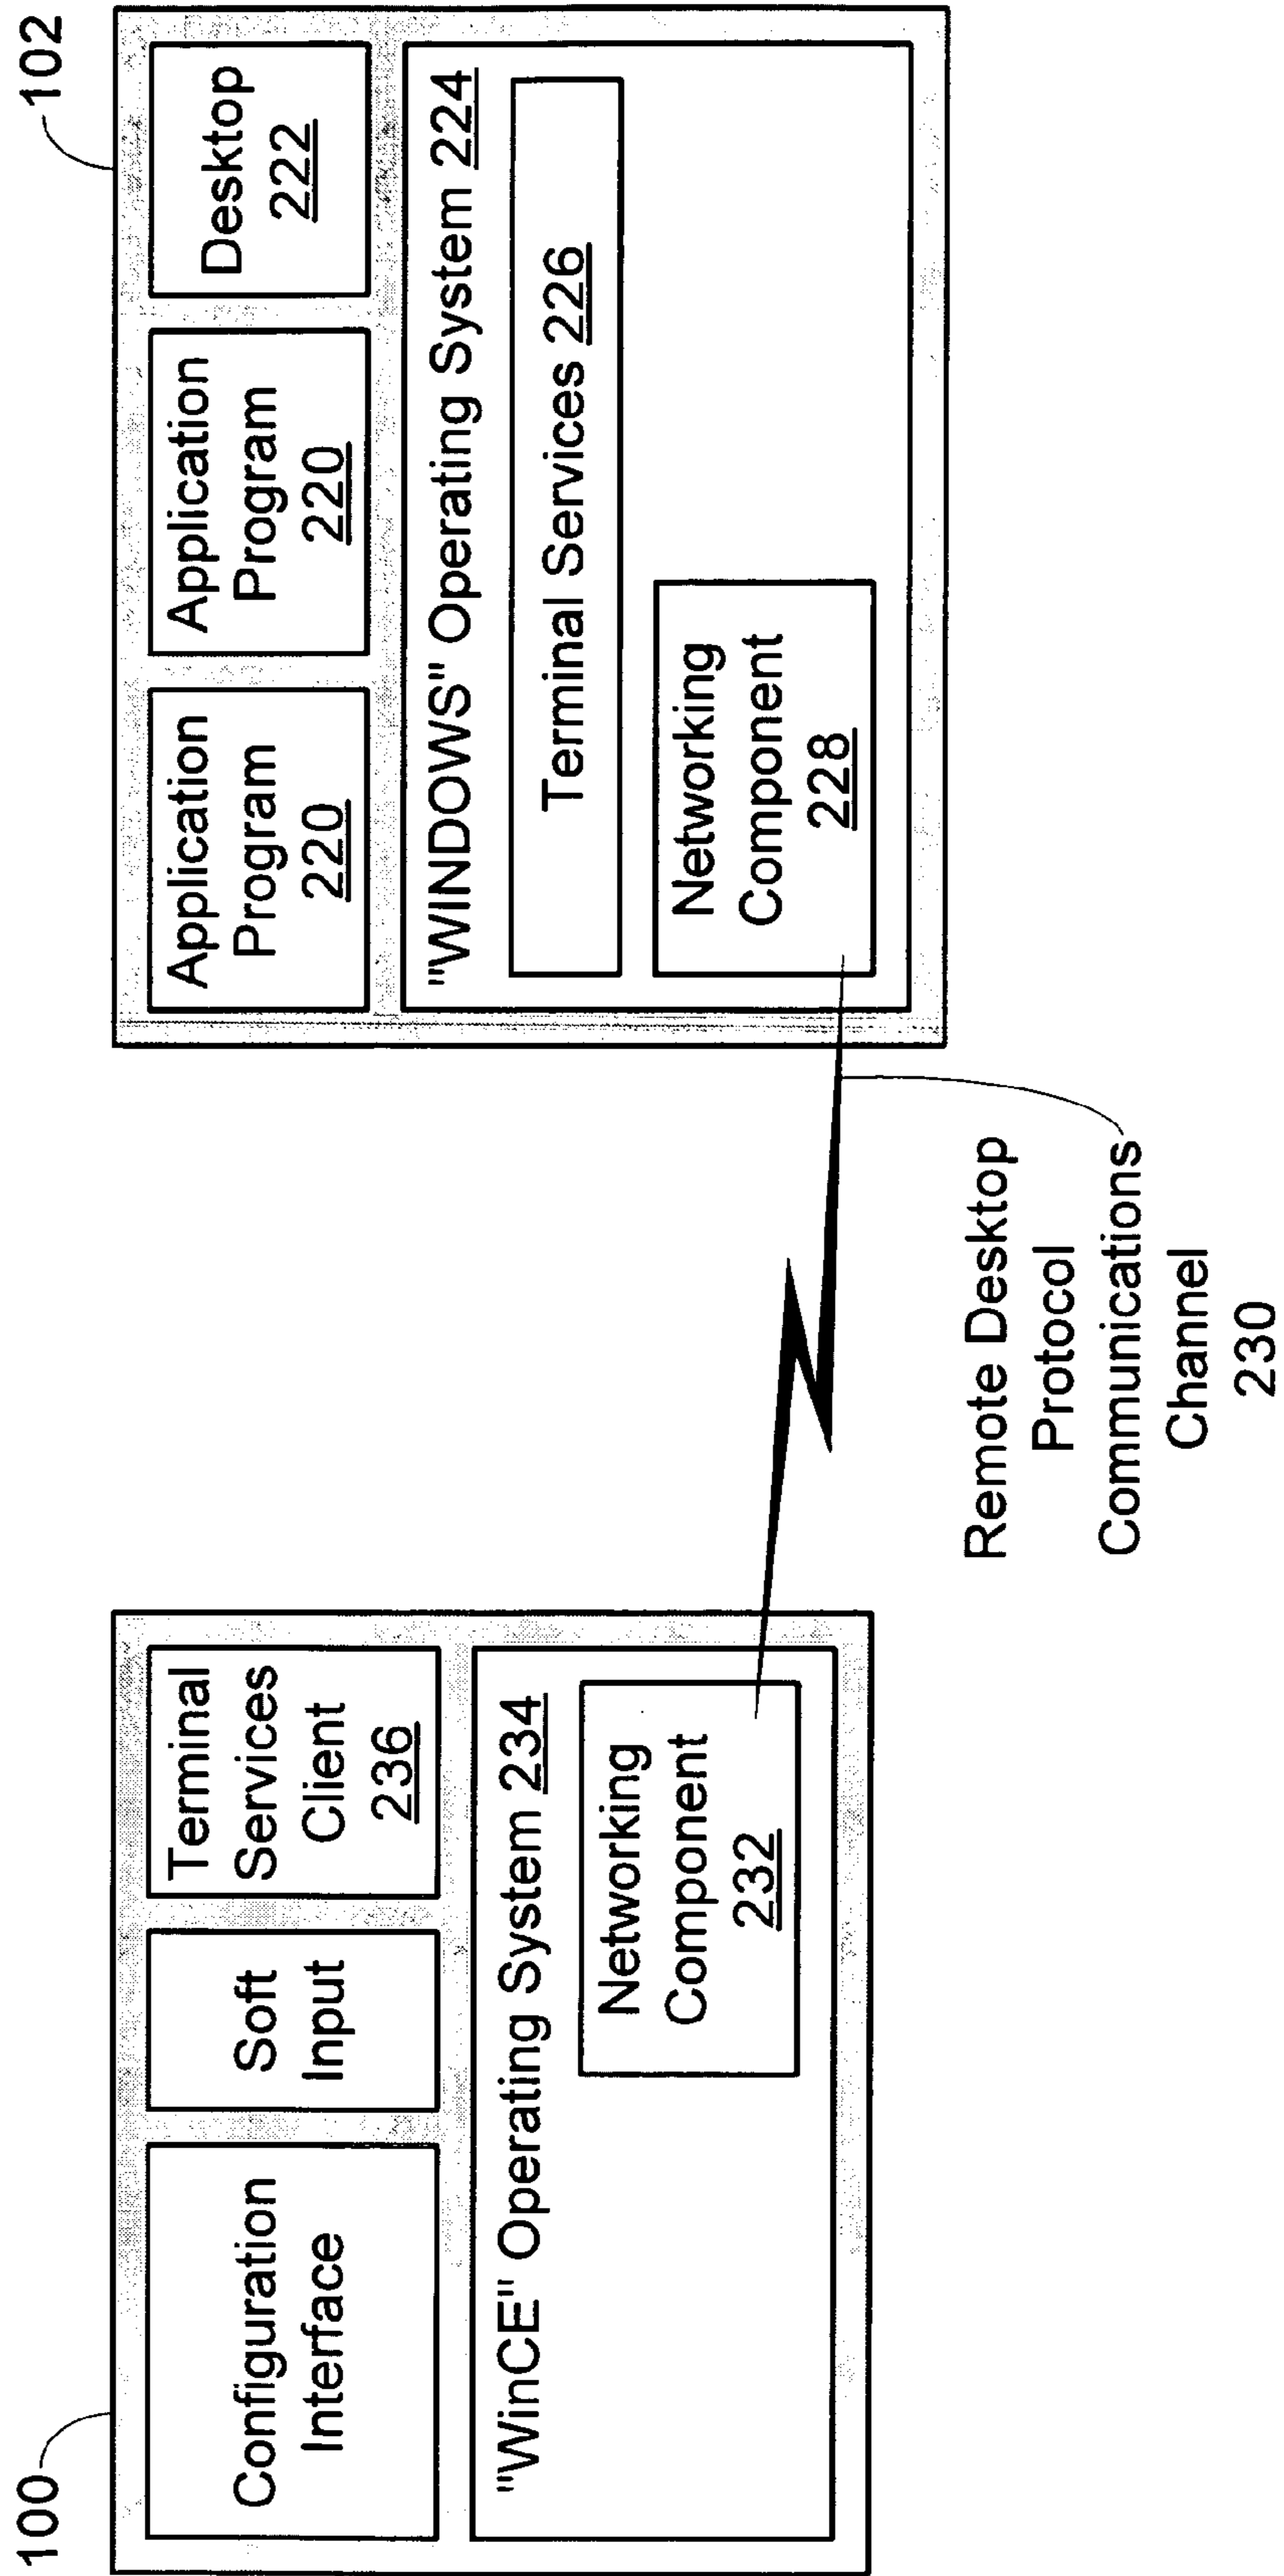 100
Configuration
Interface
Soft
Input
Terminal
Services
Client
236
"WinCE" Operating System 234
Networking
Component
232
102
Application
Program
220
Application
Program
220
Desktop
222
"WINDOWS" Operating System 224
Terminal Services 226
Networking
Component
228
Remote Desktop
Protocol
Communications
Channel
230